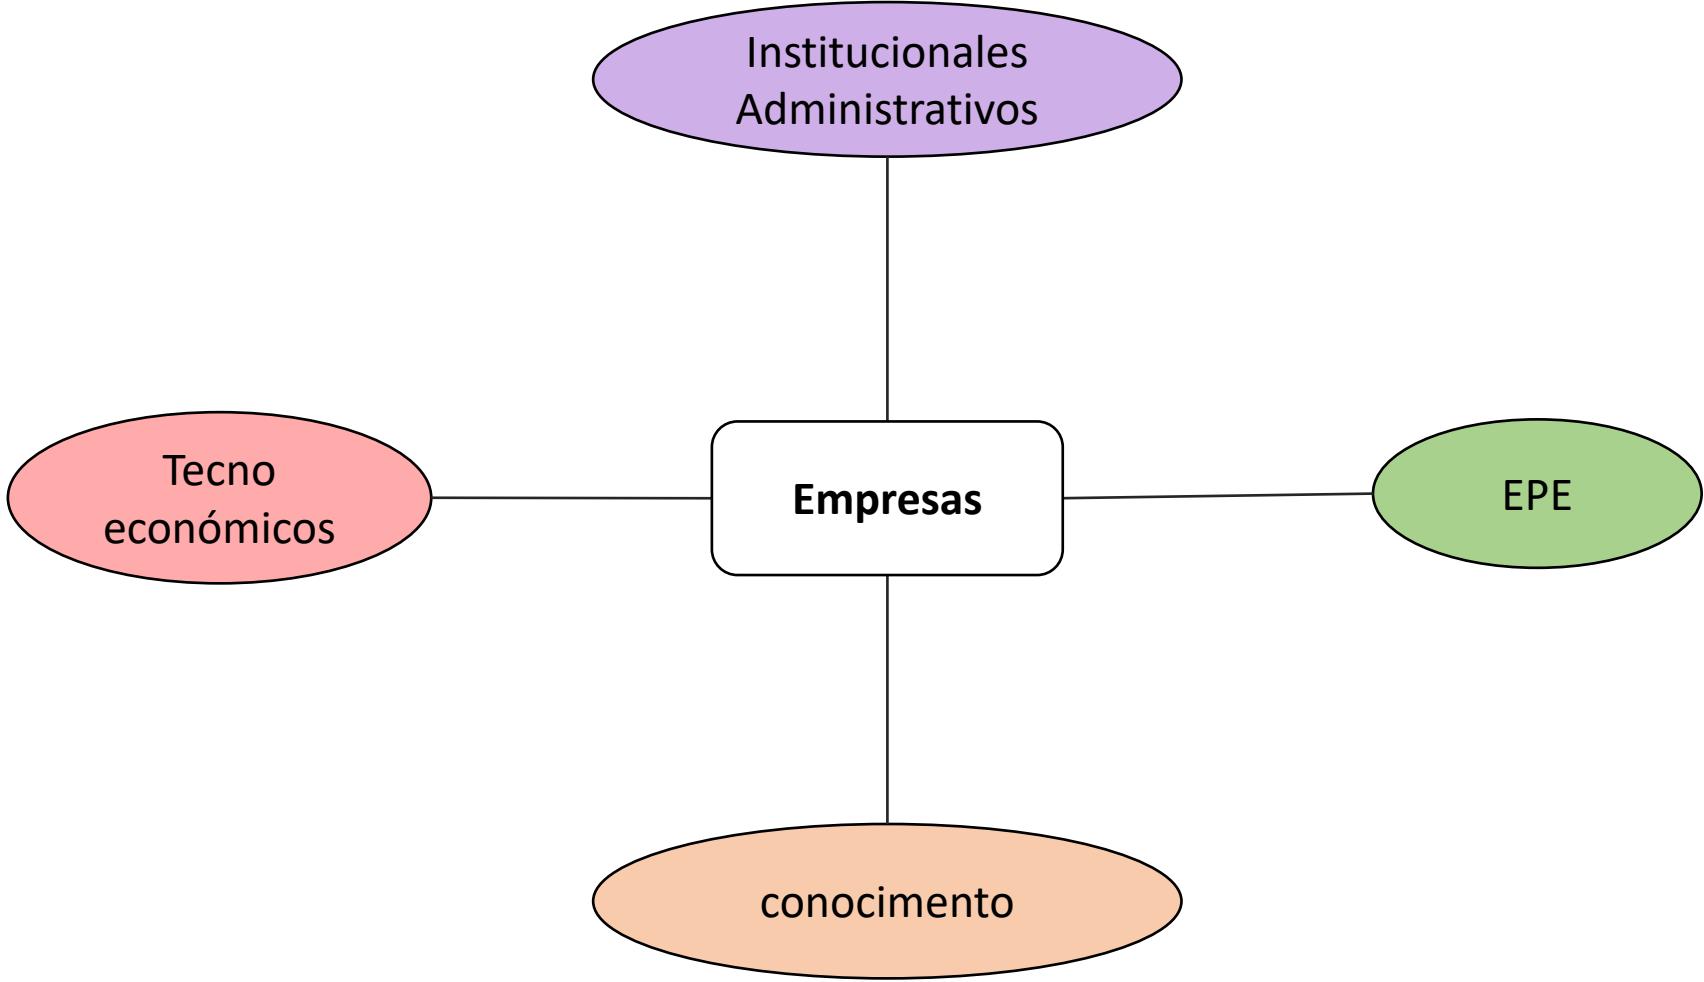 Institucionales
Administrativos
Tecno
económicos
Empresas
EPE
conocimento